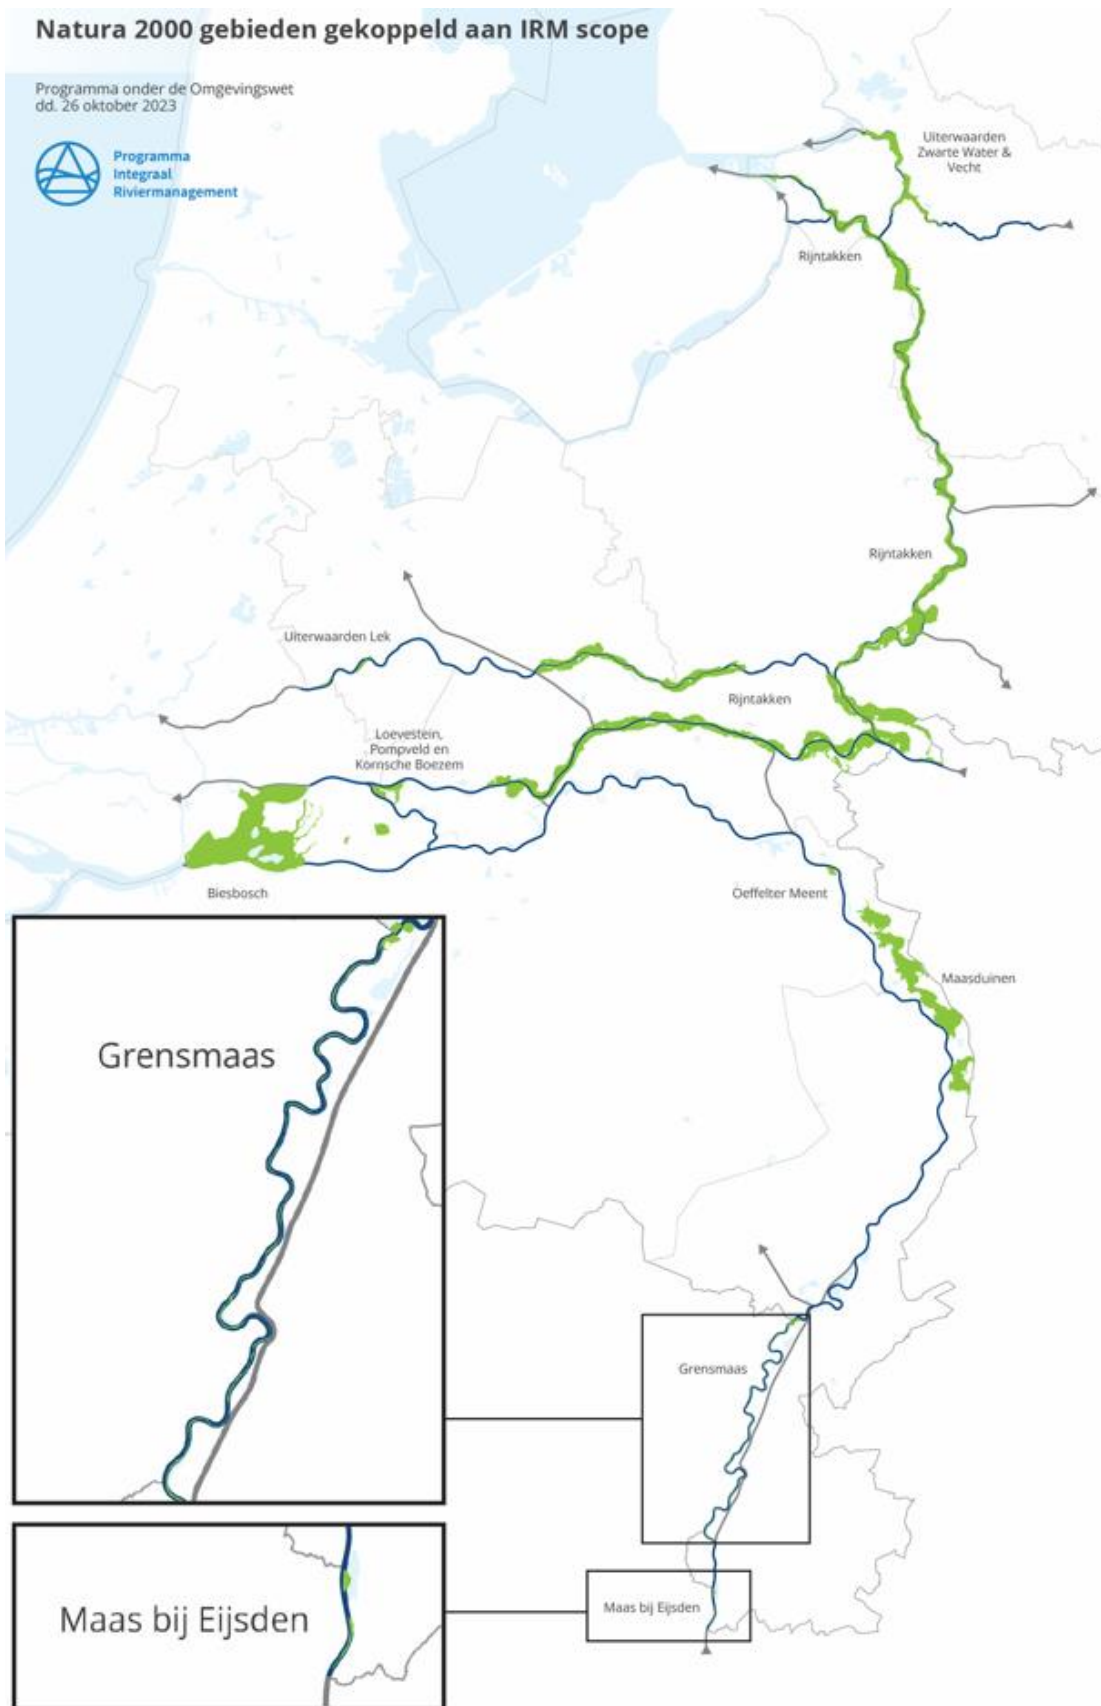 Natura 2000 gebieden gekoppeld aan IRM scope
Programma onder de Omgevingswet
dd. 26 oktober 2023
Programma
Integraal
Riviermanagement
Uiterwaarden
Zwarte Water &
Vecht
Rijntakken
Rijntakken
Uiterwaarden Lek
Rijntakken
Loevestein,
Pompveld en
Kornsche Boezem
Biesbosch
Oeffelter Meent
Maasduinen
Grensmaas
Grensmaas
Maas bij Eijsden
Maas bij Eijsden